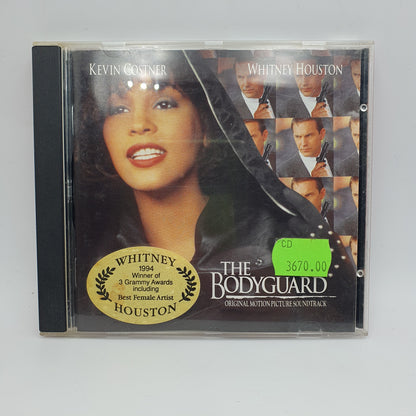 KEVIN COSTNER
WHITNEY HOUSTON
CD
3670.00
THE
BODYGUARD
ORIGINAL MOTION PICTURE SOUNDTRACK
WHITNEY
1994
Winner of
3 Grammy Awards
including
Best Female Artist
HOUSTON